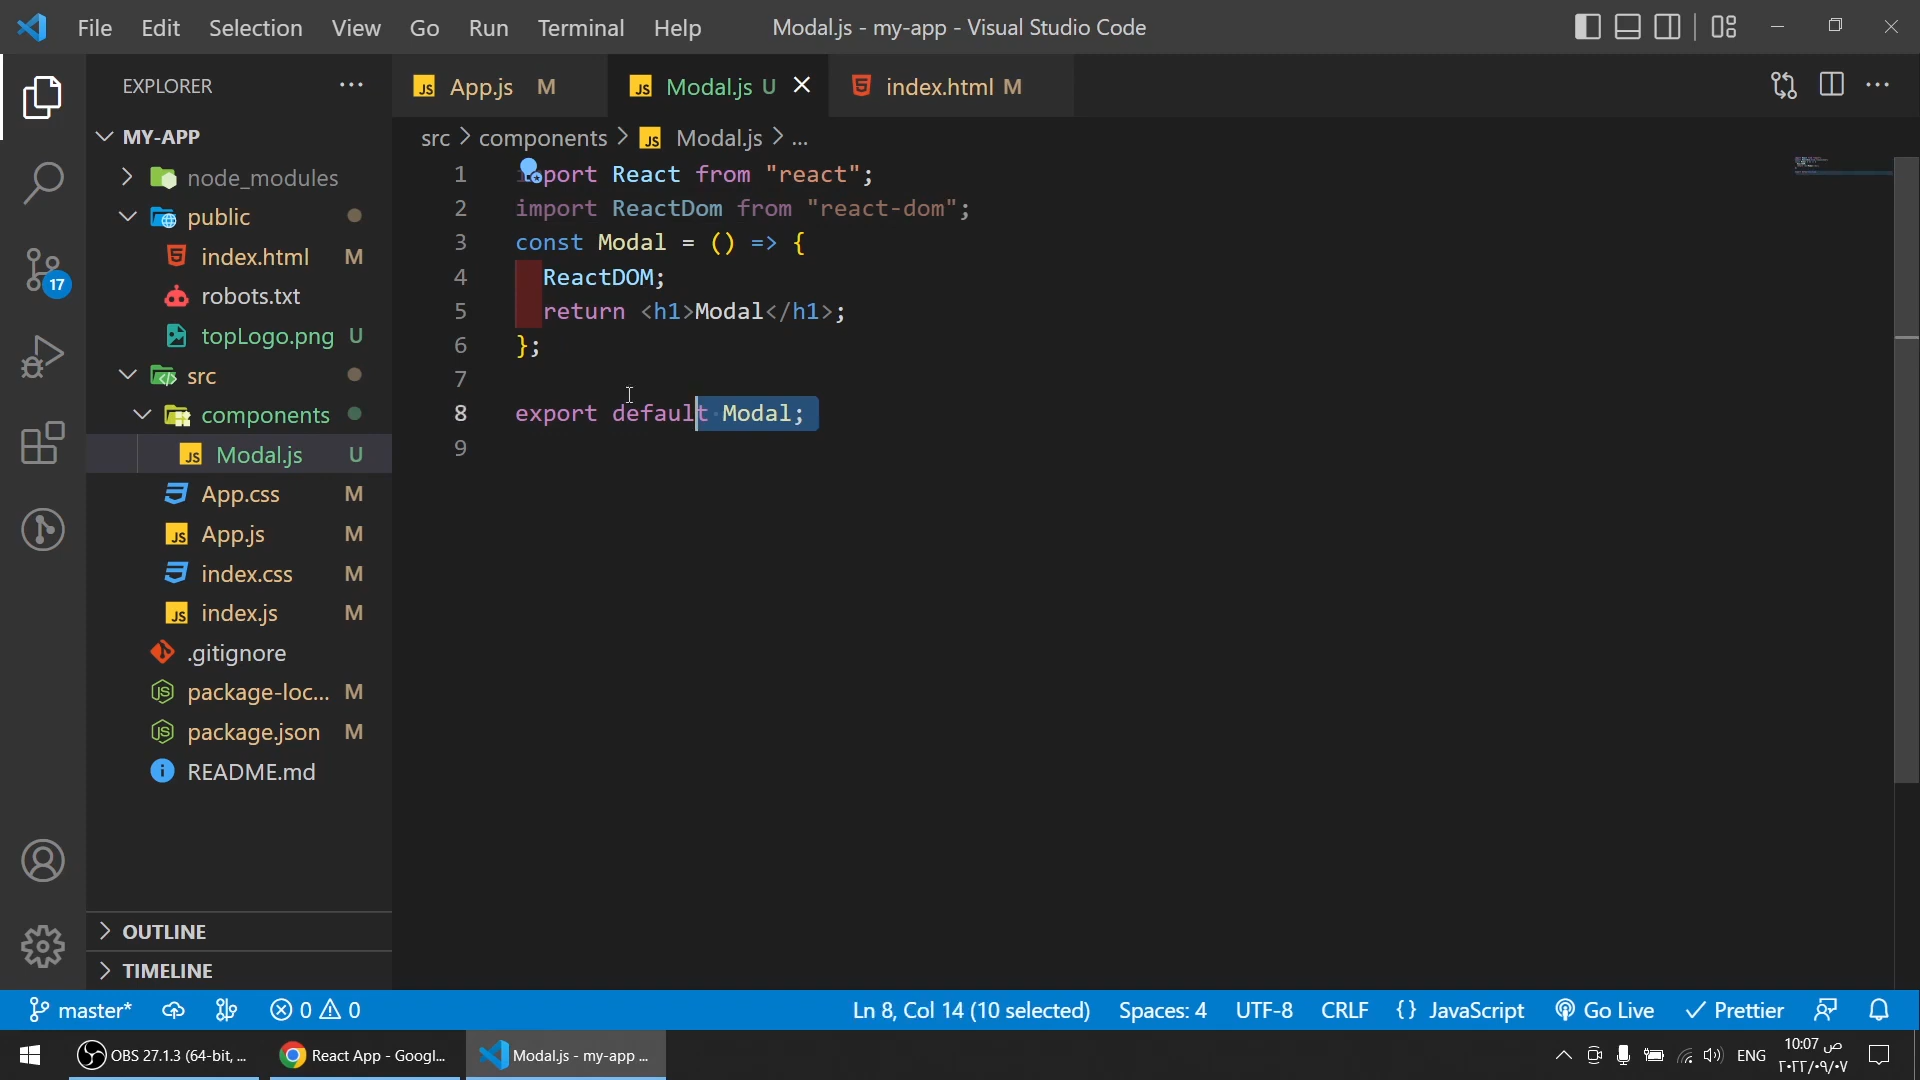 File Edit Selection View Go Run Terminal Help Modal.js - my-app - Visual Studio Code
EXPLORER
MY-APP
node_modules
public
index.html M
robots.txt
topLogo.png U
src
components
Modal.js U
App.css M
App.js M
index.css M
index.js M
.gitignore
package-loc... M
package.json M
README.md
OUTLINE
TIMELINE
17
App.js M Modal.js U index.html M
src > components > Modal.js > ...
1 import React from "react";
2 import ReactDom from "react-dom";
3 const Modal = () => {
4 ReactDOM;
5 return <h1>Modal</h1>;
6 };
7
8 export default Modal;
9
master* 0 0 Ln 8, Col 14 (10 selected) Spaces: 4 UTF-8 CRLF {} JavaScript Go Live Prettier
OBS 27.1.3 (64-bit, ... React App - Googl... Modal.js - my-app ... ENG
10:07 ص
٢٠٢٢/٠٩/٠٧